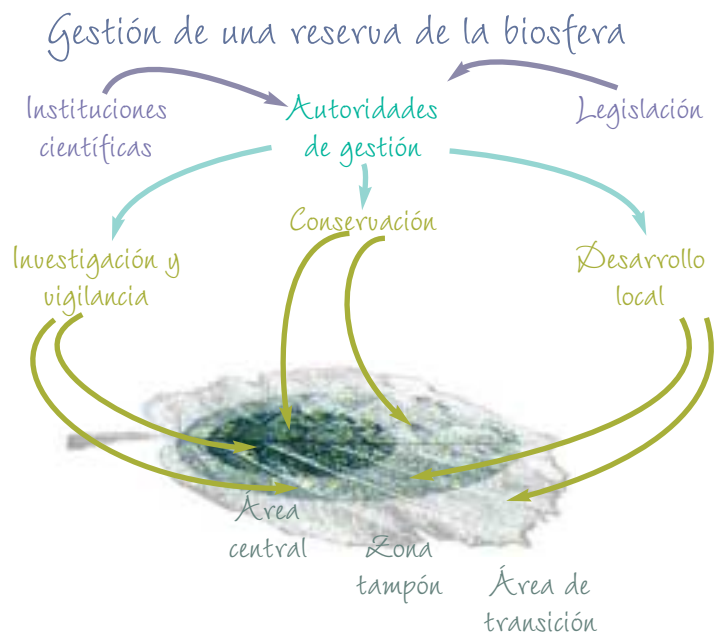 Gestión de una reserva de la biosfera
Instituciones
científicas
Autoridades
de gestión
Legislación
Conservación
Investigación y
vigilancia
Desarrollo
local
Área
central
Zona
tampón
Área de
transición